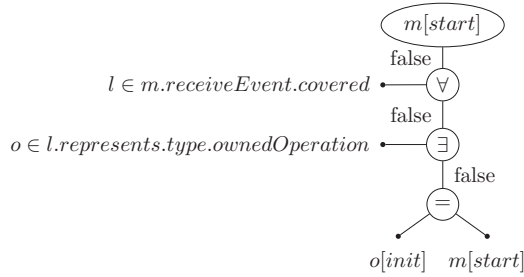 m[start]
false
l ∈ m.receiveEvent.covered
∀
false
o ∈ l.represents.type.ownedOperation
∃
false
=
o[init] m[start]